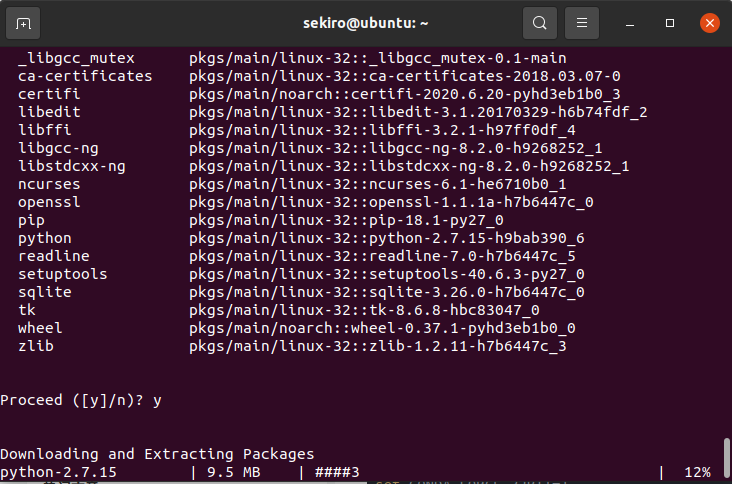 sekiro@ubuntu: ~
_libgcc_mutex pkgs/main/linux-32::_libgcc_mutex-0.1-main
ca-certificates pkgs/main/linux-32::ca-certificates-2018.03.07-0
certifi pkgs/main/noarch::certifi-2020.6.20-pyhd3eb1b0_3
libedit pkgs/main/linux-32::libedit-3.1.20170329-h6b74fdf_2
libffi pkgs/main/linux-32::libffi-3.2.1-h97ff0df_4
libgcc-ng pkgs/main/linux-32::libgcc-ng-8.2.0-h9268252_1
libstdcxx-ng pkgs/main/linux-32::libstdcxx-ng-8.2.0-h9268252_1
ncurses pkgs/main/linux-32::ncurses-6.1-he6710b0_1
openssl pkgs/main/linux-32::openssl-1.1.1a-h7b6447c_0
pip pkgs/main/linux-32::pip-18.1-py27_0
python pkgs/main/linux-32::python-2.7.15-h9bab390_6
readline pkgs/main/linux-32::readline-7.0-h7b6447c_5
setuptools pkgs/main/linux-32::setuptools-40.6.3-py27_0
sqlite pkgs/main/linux-32::sqlite-3.26.0-h7b6447c_0
tk pkgs/main/linux-32::tk-8.6.8-hbc83047_0
wheel pkgs/main/noarch::wheel-0.37.1-pyhd3eb1b0_0
zlib pkgs/main/linux-32::zlib-1.2.11-h7b6447c_3
Proceed ([y]/n)? y
Downloading and Extracting Packages
python-2.7.15 | 9.5 MB | ####3 | 12%